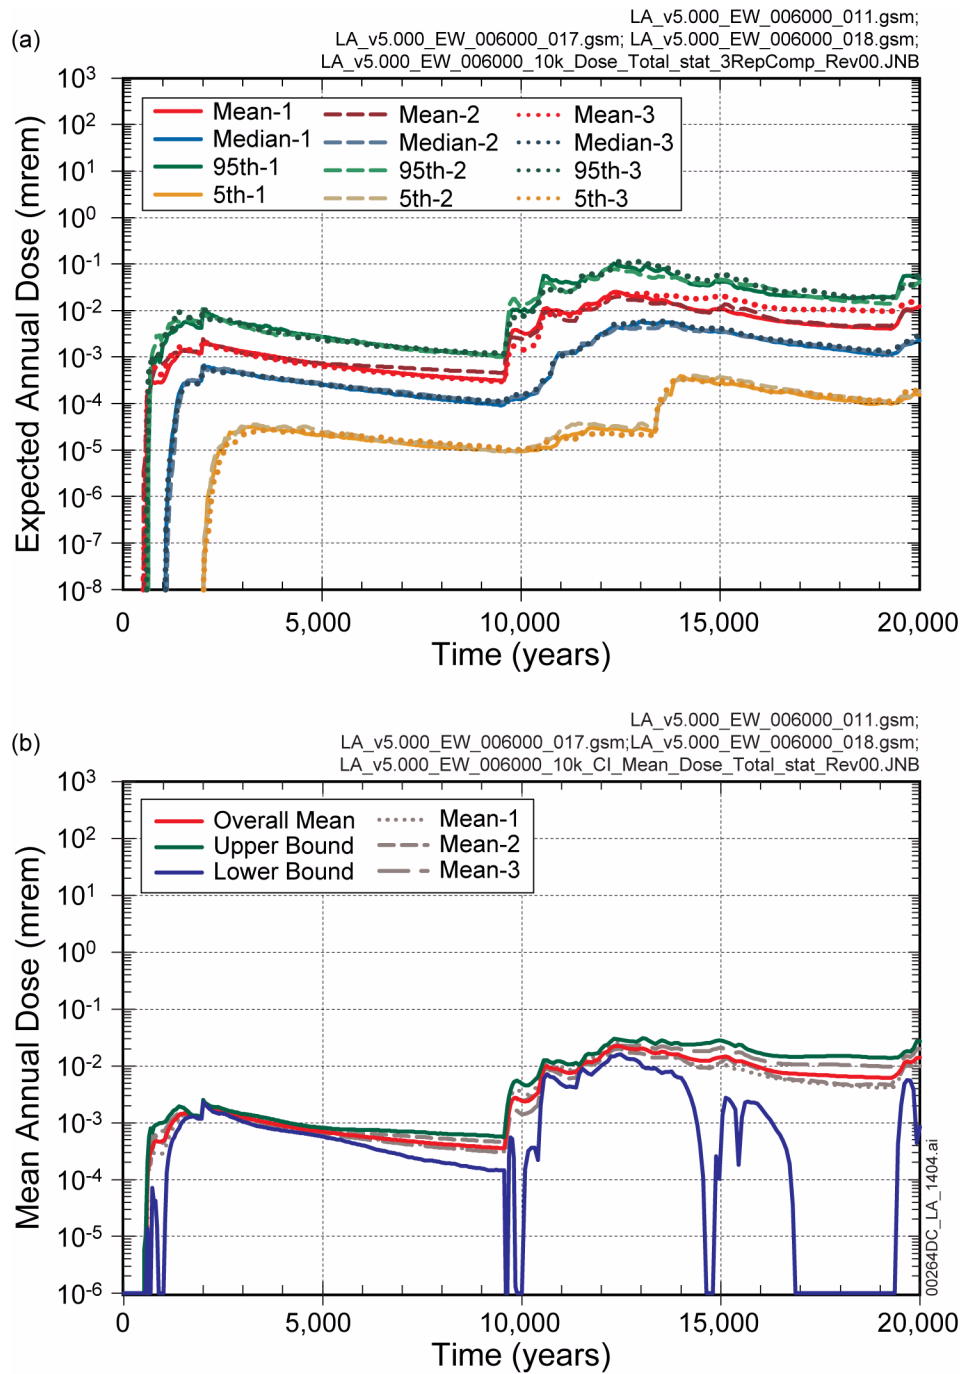 LA_v5.000_EW_006000_011.gsm;
(a)
LA_v5.000_EW_006000_017.gsm; LA_v5.000_EW_006000_018.gsm;
LA_v5.000_EW_006000_10k_Dose_Total_stat_3RepComp_Rev00.JNB
Expected Annual Dose (mrem)
10³
10²
10¹
10⁰
10⁻¹
10⁻²
10⁻³
10⁻⁴
10⁻⁵
10⁻⁶
10⁻⁷
10⁻⁸
Mean-1 Mean-2 Mean-3
Median-1 Median-2 Median-3
95th-1 95th-2 95th-3
5th-1 5th-2 5th-3
0 5,000 10,000 15,000 20,000
Time (years)
LA_v5.000_EW_006000_011.gsm;
(b)
LA_v5.000_EW_006000_017.gsm;LA_v5.000_EW_006000_018.gsm;
LA_v5.000_EW_006000_10k_CI_Mean_Dose_Total_stat_Rev00.JNB
Mean Annual Dose (mrem)
10³
10²
10¹
10⁰
10⁻¹
10⁻²
10⁻³
10⁻⁴
10⁻⁵
10⁻⁶
Overall Mean Mean-1
Upper Bound Mean-2
Lower Bound Mean-3
0 5,000 10,000 15,000 20,000
Time (years)
00264DC_LA_1404.ai